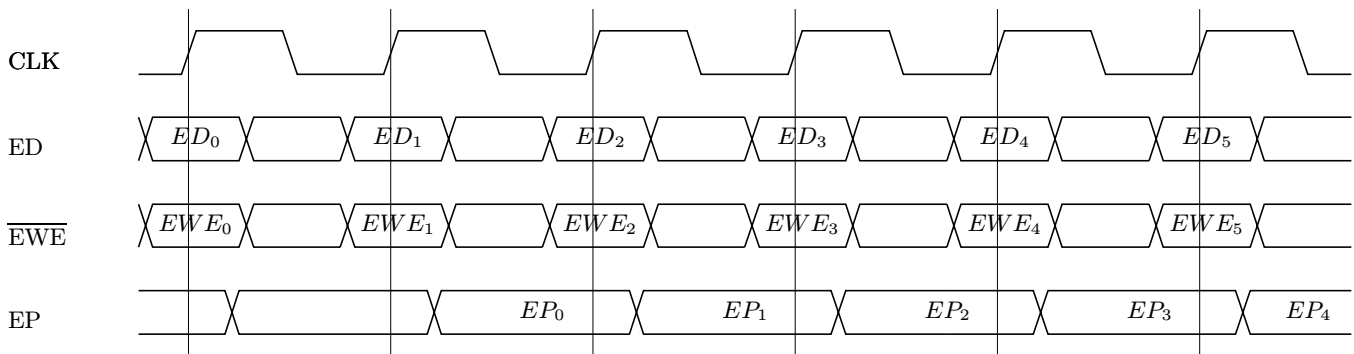 CLK
ED ED₀ ED₁ ED₂ ED₃ ED₄ ED₅
E̅W̅E̅ EWE₀ EWE₁ EWE₂ EWE₃ EWE₄ EWE₅
EP EP₀ EP₁ EP₂ EP₃ EP₄